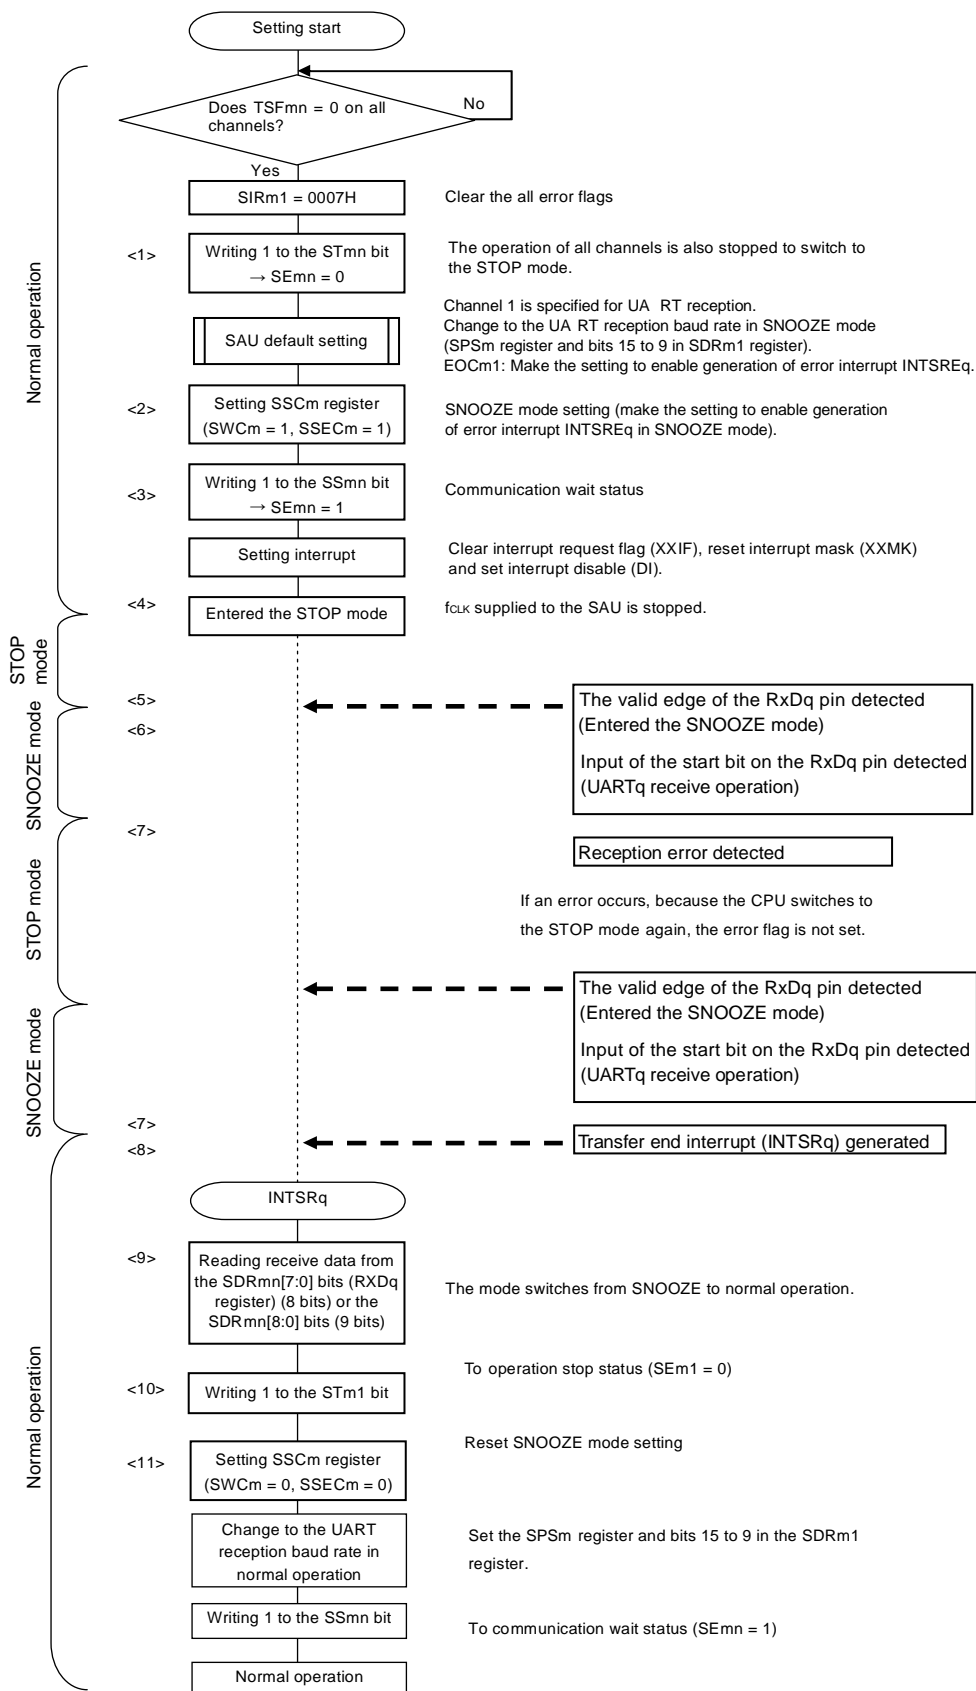 Setting start
Does TSFmn = 0 on all
channels?
No
Yes
SIRm1 = 0007H
Clear the all error flags
<1>
Writing 1 to the STmn bit
→ SEmn = 0
The operation of all channels is also stopped to switch to
the STOP mode.
SAU default setting
Channel 1 is specified for UA RT reception.
Change to the UA RT reception baud rate in SNOOZE mode
(SPSm register and bits 15 to 9 in SDRm1 register).
EOCm1: Make the setting to enable generation of error interrupt INTSREq.
<2>
Setting SSCm register
(SWCm = 1, SSECm = 1)
SNOOZE mode setting (make the setting to enable generation
of error interrupt INTSREq in SNOOZE mode).
<3>
Writing 1 to the SSmn bit
→ SEmn = 1
Communication wait status
Setting interrupt
Clear interrupt request flag (XXIF), reset interrupt mask (XXMK)
and set interrupt disable (DI).
<4>
Entered the STOP mode
fCLK supplied to the SAU is stopped.
Normal operation
STOP
mode
<5>
<6>
The valid edge of the RxDq pin detected
(Entered the SNOOZE mode)
Input of the start bit on the RxDq pin detected
(UARTq receive operation)
SNOOZE mode
<7>
Reception error detected
If an error occurs, because the CPU switches to
the STOP mode again, the error flag is not set.
STOP mode
The valid edge of the RxDq pin detected
(Entered the SNOOZE mode)
Input of the start bit on the RxDq pin detected
(UARTq receive operation)
SNOOZE mode
<7>
<8>
Transfer end interrupt (INTSRq) generated
INTSRq
<9>
Reading receive data from
the SDRmn[7:0] bits (RXDq
register) (8 bits) or the
SDRmn[8:0] bits (9 bits)
The mode switches from SNOOZE to normal operation.
<10>
Writing 1 to the STm1 bit
To operation stop status (SEm1 = 0)
<11>
Setting SSCm register
(SWCm = 0, SSECm = 0)
Reset SNOOZE mode setting
Change to the UART
reception baud rate in
normal operation
Set the SPSm register and bits 15 to 9 in the SDRm1
register.
Writing 1 to the SSmn bit
To communication wait status (SEmn = 1)
Normal operation
Normal operation